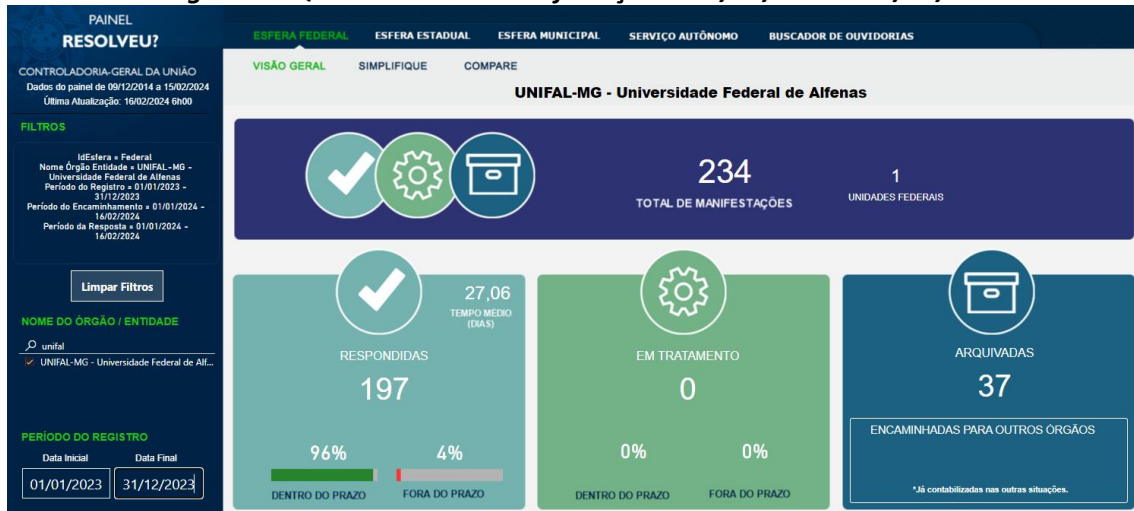 PAINEL
RESOLVEU?
CONTROLADORIA-GERAL DA UNIÃO
Dados do painel de 09/12/2014 a 15/02/2024
Última Atualização: 16/02/2024 6h00
FILTROS
IdEsfera = Federal
Nome Órgão Entidade = UNIFAL-MG -
Universidade Federal de Alfenas
Período do Registro = 01/01/2023 -
31/12/2023
Período do Encaminhamento = 01/01/2024 -
16/02/2024
Período da Resposta = 01/01/2024 -
16/02/2024
Limpar Filtros
NOME DO ÓRGÃO / ENTIDADE
unifal
UNIFAL-MG - Universidade Federal de Alf...
PERÍODO DO REGISTRO
Data Inicial Data Final
01/01/2023 31/12/2023
ESFERA FEDERAL ESFERA ESTADUAL ESFERA MUNICIPAL SERVIÇO AUTÔNOMO BUSCADOR DE OUVIDORIAS
VISÃO GERAL SIMPLIFIQUE COMPARE
UNIFAL-MG - Universidade Federal de Alfenas
234
TOTAL DE MANIFESTAÇÕES
1
UNIDADES FEDERAIS
27,06
TEMPO MÉDIO
(DIAS)
RESPONDIDAS
197
96% 4%
DENTRO DO PRAZO FORA DO PRAZO
EM TRATAMENTO
0
0% 0%
DENTRO DO PRAZO FORA DO PRAZO
ARQUIVADAS
37
ENCAMINHADAS PARA OUTROS ÓRGÃOS
*Já contabilizadas nas outras situações.